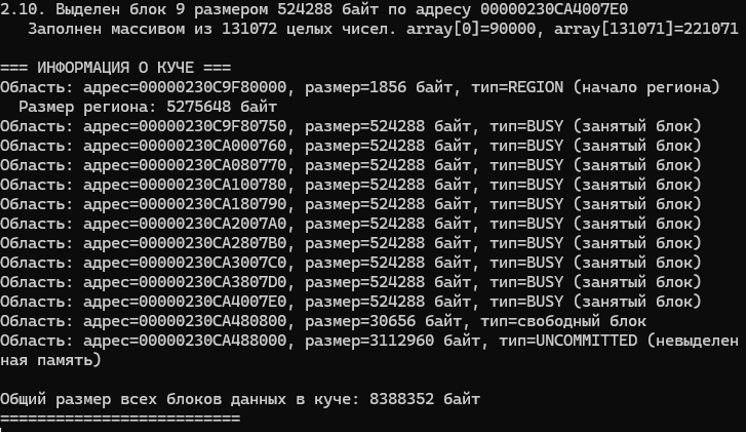 2.10. Выделен блок 9 размером 524288 байт по адресу 00000230CA4007E0
Заполнен массивом из 131072 целых чисел. array[0]=90000, array[131071]=221071
=== ИНФОРМАЦИЯ О КУЧЕ ===
Область: адрес=00000230C9F80000, размер=1856 байт, тип=REGION (начало региона)
Размер региона: 5275648 байт
Область: адрес=00000230C9F80750, размер=524288 байт, тип=BUSY (занятый блок)
Область: адрес=00000230CA000760, размер=524288 байт, тип=BUSY (занятый блок)
Область: адрес=00000230CA080770, размер=524288 байт, тип=BUSY (занятый блок)
Область: адрес=00000230CA100780, размер=524288 байт, тип=BUSY (занятый блок)
Область: адрес=00000230CA180790, размер=524288 байт, тип=BUSY (занятый блок)
Область: адрес=00000230CA2007A0, размер=524288 байт, тип=BUSY (занятый блок)
Область: адрес=00000230CA2807B0, размер=524288 байт, тип=BUSY (занятый блок)
Область: адрес=00000230CA3007C0, размер=524288 байт, тип=BUSY (занятый блок)
Область: адрес=00000230CA3807D0, размер=524288 байт, тип=BUSY (занятый блок)
Область: адрес=00000230CA4007E0, размер=524288 байт, тип=BUSY (занятый блок)
Область: адрес=00000230CA480800, размер=30656 байт, тип=свободный блок
Область: адрес=00000230CA488000, размер=3112960 байт, тип=UNCOMMITTED (невыделен
ная память)
Общий размер всех блоков данных в куче: 8388352 байт
==========================